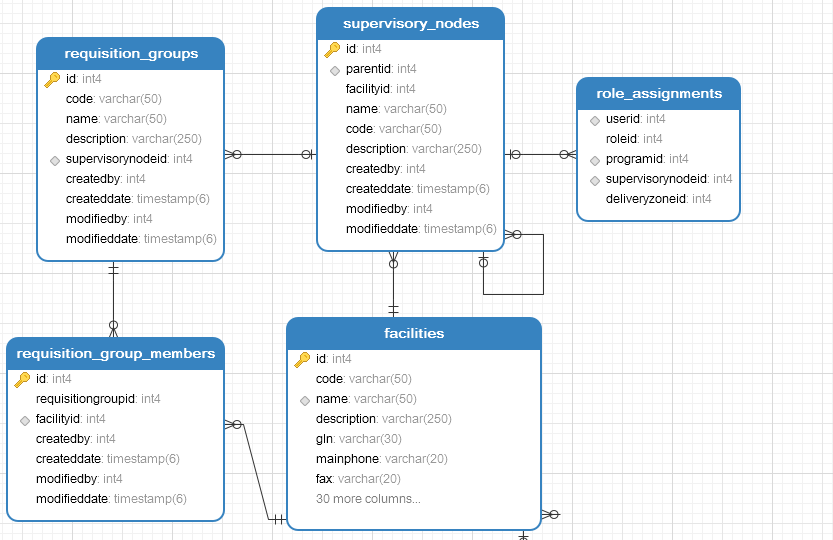 requisition_groups
id: int4
code: varchar(50)
name: varchar(50)
description: varchar(250)
supervisorynodeid: int4
createdby: int4
createddate: timestamp(6)
modifiedby: int4
modifieddate: timestamp(6)
supervisory_nodes
id: int4
parentid: int4
facilityid: int4
name: varchar(50)
code: varchar(50)
description: varchar(250)
createdby: int4
createddate: timestamp(6)
modifiedby: int4
modifieddate: timestamp(6)
role_assignments
userid: int4
roleid: int4
programid: int4
supervisorynodeid: int4
deliveryzoneid: int4
requisition_group_members
id: int4
requisitiongroupid: int4
facilityid: int4
createdby: int4
createddate: timestamp(6)
modifiedby: int4
modifieddate: timestamp(6)
facilities
id: int4
code: varchar(50)
name: varchar(50)
description: varchar(250)
gln: varchar(30)
mainphone: varchar(20)
fax: varchar(20)
30 more columns...